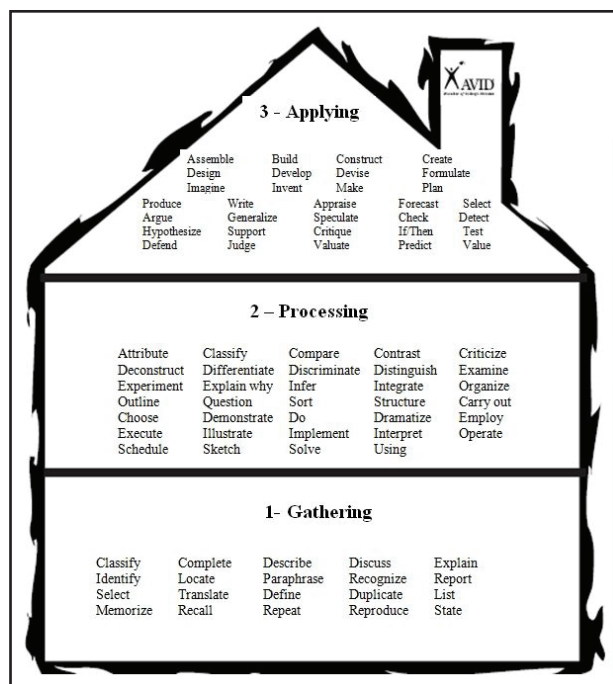 AVID
3 - Applying
Assemble Build Construct Create
Design Develop Devise Formulate
Imagine Invent Make Plan
Produce Write Appraise Forecast Select
Argue Generalize Speculate Check Detect
Hypothesize Support Critique If/Then Test
Defend Judge Valuate Predict Value
2 – Processing
Attribute Classify Compare Contrast Criticize
Deconstruct Differentiate Discriminate Distinguish Examine
Experiment Explain why Infer Integrate Organize
Outline Question Sort Structure Carry out
Choose Demonstrate Do Dramatize Employ
Execute Illustrate Implement Interpret Operate
Schedule Sketch Solve Using
1- Gathering
Classify Complete Describe Discuss Explain
Identify Locate Paraphrase Recognize Report
Select Translate Define Duplicate List
Memorize Recall Repeat Reproduce State